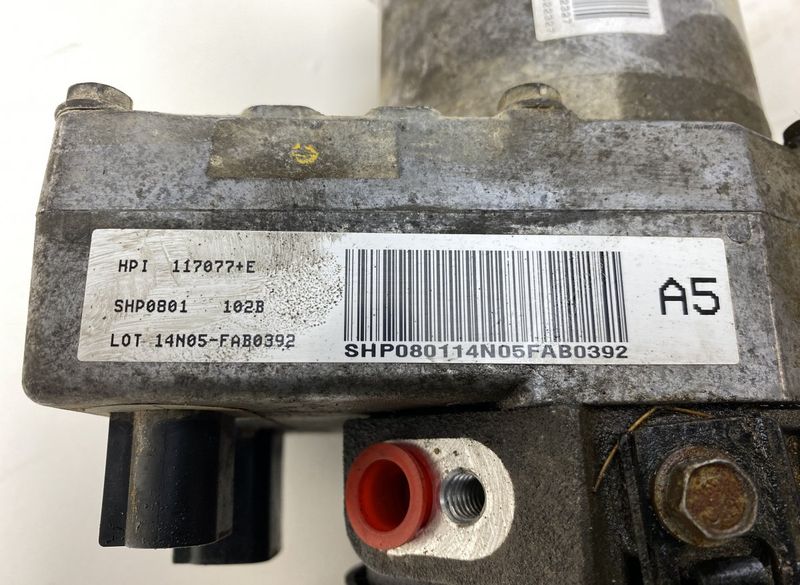 HPI 117077+E
SHP0801 102B
LOT 14N05-FAB0392
SHP080114N05FAB0392
A5